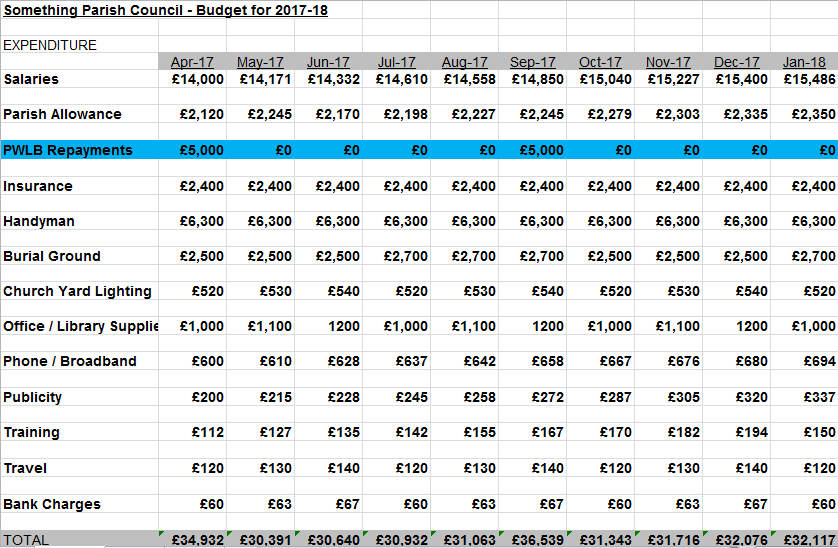 Something Parish Council - Budget for 2017-18
EXPENDITURE
Apr-17 May-17 Jun-17 Jul-17 Aug-17 Sep-17 Oct-17 Nov-17 Dec-17 Jan-18
Salaries £14,000 £14,171 £14,332 £14,610 £14,558 £14,850 £15,040 £15,227 £15,400 £15,486
Parish Allowance £2,120 £2,245 £2,170 £2,198 £2,227 £2,245 £2,279 £2,303 £2,335 £2,350
PWLB Repayments £5,000 £0 £0 £0 £0 £5,000 £0 £0 £0 £0
Insurance £2,400 £2,400 £2,400 £2,400 £2,400 £2,400 £2,400 £2,400 £2,400 £2,400
Handyman £6,300 £6,300 £6,300 £6,300 £6,300 £6,300 £6,300 £6,300 £6,300 £6,300
Burial Ground £2,500 £2,500 £2,500 £2,700 £2,700 £2,700 £2,500 £2,500 £2,500 £2,700
Church Yard Lighting £520 £530 £540 £520 £530 £540 £520 £530 £540 £520
Office / Library Supplie £1,000 £1,100 1200 £1,000 £1,100 1200 £1,000 £1,100 1200 £1,000
Phone / Broadband £600 £610 £628 £637 £642 £658 £667 £676 £680 £694
Publicity £200 £215 £228 £245 £258 £272 £287 £305 £320 £337
Training £112 £127 £135 £142 £155 £167 £170 £182 £194 £150
Travel £120 £130 £140 £120 £130 £140 £120 £130 £140 £120
Bank Charges £60 £63 £67 £60 £63 £67 £60 £63 £67 £60
TOTAL £34,932 £30,391 £30,640 £30,932 £31,063 £36,539 £31,343 £31,716 £32,076 £32,117